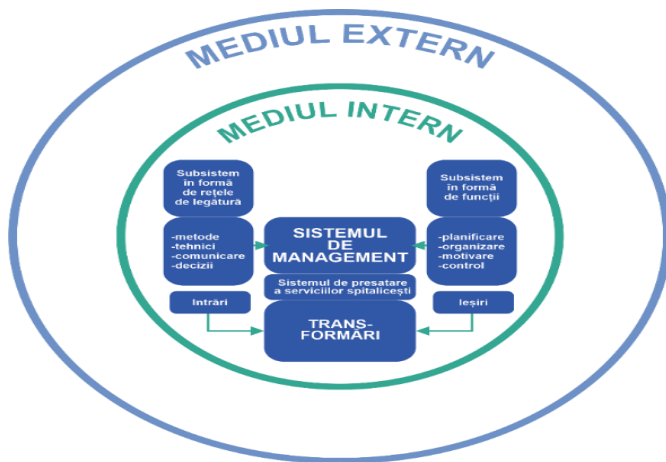 MEDIUL EXTERN
MEDIUL INTERN
Subsistem
în formă
de rețele
de legătură
-metode
-tehnici
-comunicare
-decizii
Intrări
SISTEMUL
DE
MANAGEMENT
Sistemul de presatare
a serviciilor spitalicești
TRANS-
FORMĂRI
Subsistem
în formă
de funcții
-planificare
-organizare
-motivare
-control
Ieșiri